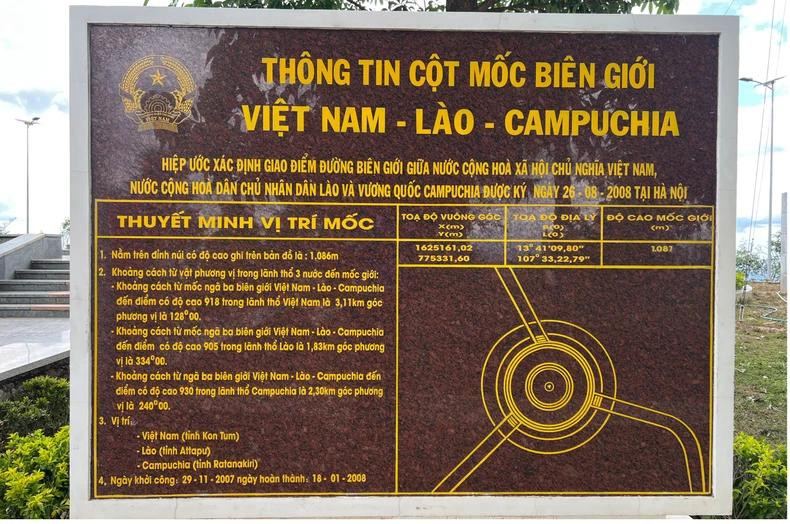 VIỆT NAM
THÔNG TIN CỘT MỐC BIÊN GIỚI
VIỆT NAM - LÀO - CAMPUCHIA
HIỆP ƯỚC XÁC ĐỊNH GIAO ĐIỂM ĐƯỜNG BIÊN GIỚI GIỮA NƯỚC CỘNG HOÀ XÃ HỘI CHỦ NGHĨA VIỆT NAM,
NƯỚC CỘNG HOÀ DÂN CHỦ NHÂN DÂN LÀO VÀ VƯƠNG QUỐC CAMPUCHIA ĐƯỢC KÝ NGÀY 26-08-2008 TẠI HÀ NỘI
THUYẾT MINH VỊ TRÍ MỐC
1. Nằm trên đỉnh núi có độ cao ghi trên bản đồ là : 1.086m
2. Khoảng cách từ vật phương vị trong lãnh thổ 3 nước đến mốc giới:
- Khoảng cách từ mốc ngã ba biên giới Việt Nam - Lào - Campuchia
đến điểm có độ cao 918 trong lãnh thổ Việt Nam là 3,11km góc
phương vị là 128°00.
- Khoảng cách từ mốc ngã ba biên giới Việt Nam - Lào - Campuchia
đến điểm có độ cao 905 trong lãnh thổ Lào là 1,83km góc phương
vị là 334°00.
- Khoảng cách từ ngã ba biên giới Việt Nam - Lào - Campuchia đến
điểm có độ cao 930 trong lãnh thổ Campuchia là 2,30km góc phương
vị là 240°00.
3. Vị trí:
- Việt Nam (tỉnh Kon Tum)
- Lào (tỉnh Attapư)
- Campuchia (tỉnh Ratanakiri)
4. Ngày khởi công: 29-11-2007 ngày hoàn thành: 18-01-2008
TOẠ ĐỘ VUÔNG GÓC
X(m)
Y(m)
TOẠ ĐỘ ĐỊA LÝ
B(0)
L(0)
ĐỘ CAO MỐC GIỚI
(m)
1625161,02
775331,60
13° 41'09,80"
107° 33,22,79"
1.087